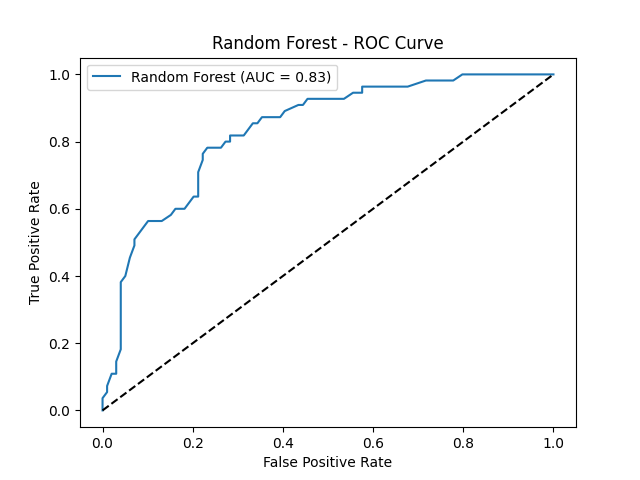 Random Forest - ROC Curve
Random Forest (AUC = 0.83)
True Positive Rate
1.0
0.8
0.6
0.4
0.2
0.0
0.0 0.2 0.4 0.6 0.8 1.0
False Positive Rate